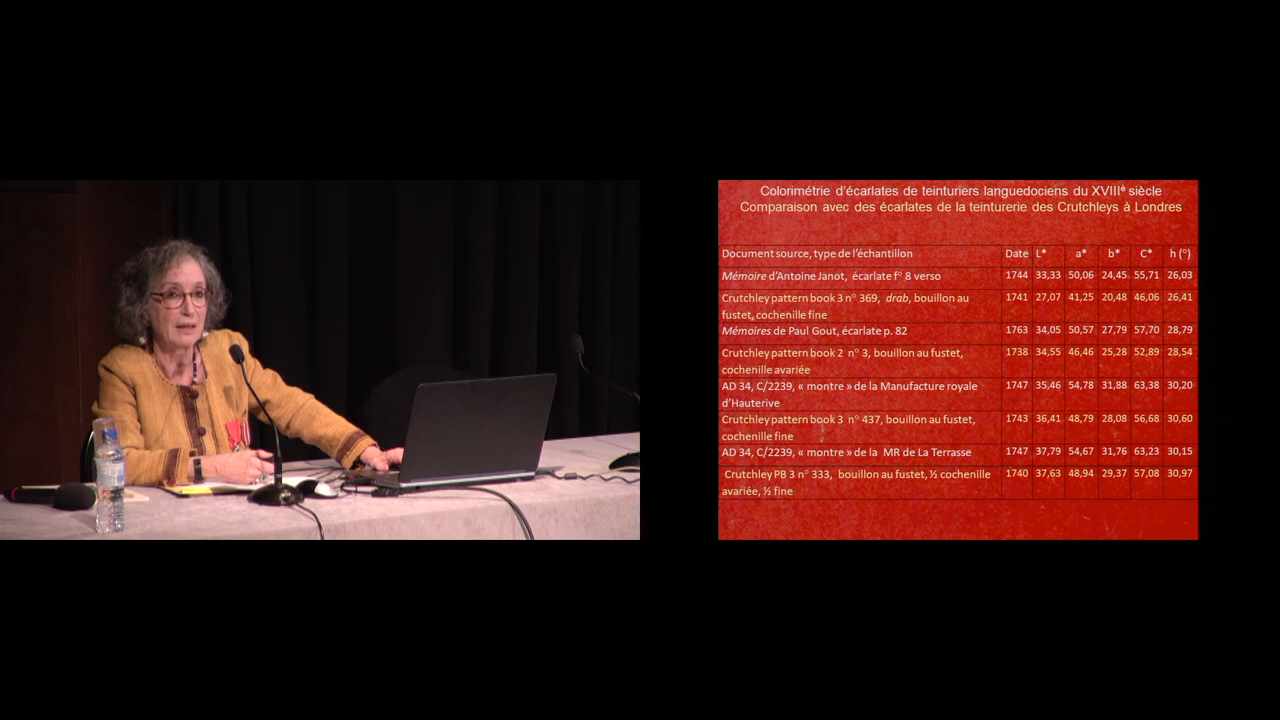 Colorimétrie d'écarlates de teinturiers languedociens du XVIIIè siècle
Comparaison avec des écarlates de la teinturerie des Crutchleys à Londres
Document source, type de l'échantillon Date L* a* b* C* h (°)
Mémoire d'Antoine Janot, écarlate f° 8 verso 1744 33,33 50,06 24,45 55,71 26,03
Crutchley pattern book 3 n° 369, drab, bouillon au 1741 27,07 41,25 20,48 46,06 26,41
fustet, cochenille fine
Mémoires de Paul Gout, écarlate p. 82 1763 34,05 50,57 27,79 57,70 28,79
Crutchley pattern book 2 n° 3, bouillon au fustet, 1738 34,55 46,46 25,28 52,89 28,54
cochenille avariée
AD 34, C/2239, « montre » de la Manufacture royale 1747 35,46 54,78 31,88 63,38 30,20
d'Hauterive
Crutchley pattern book 3 n° 437, bouillon au fustet, 1743 36,41 48,79 28,08 56,68 30,60
cochenille fine
AD 34, C/2239, « montre » de la MR de La Terrasse 1747 37,79 54,67 31,76 63,23 30,15
Crutchley PB 3 n° 333, bouillon au fustet, ½ cochenille 1740 37,63 48,94 29,37 57,08 30,97
avariée, ½ fine